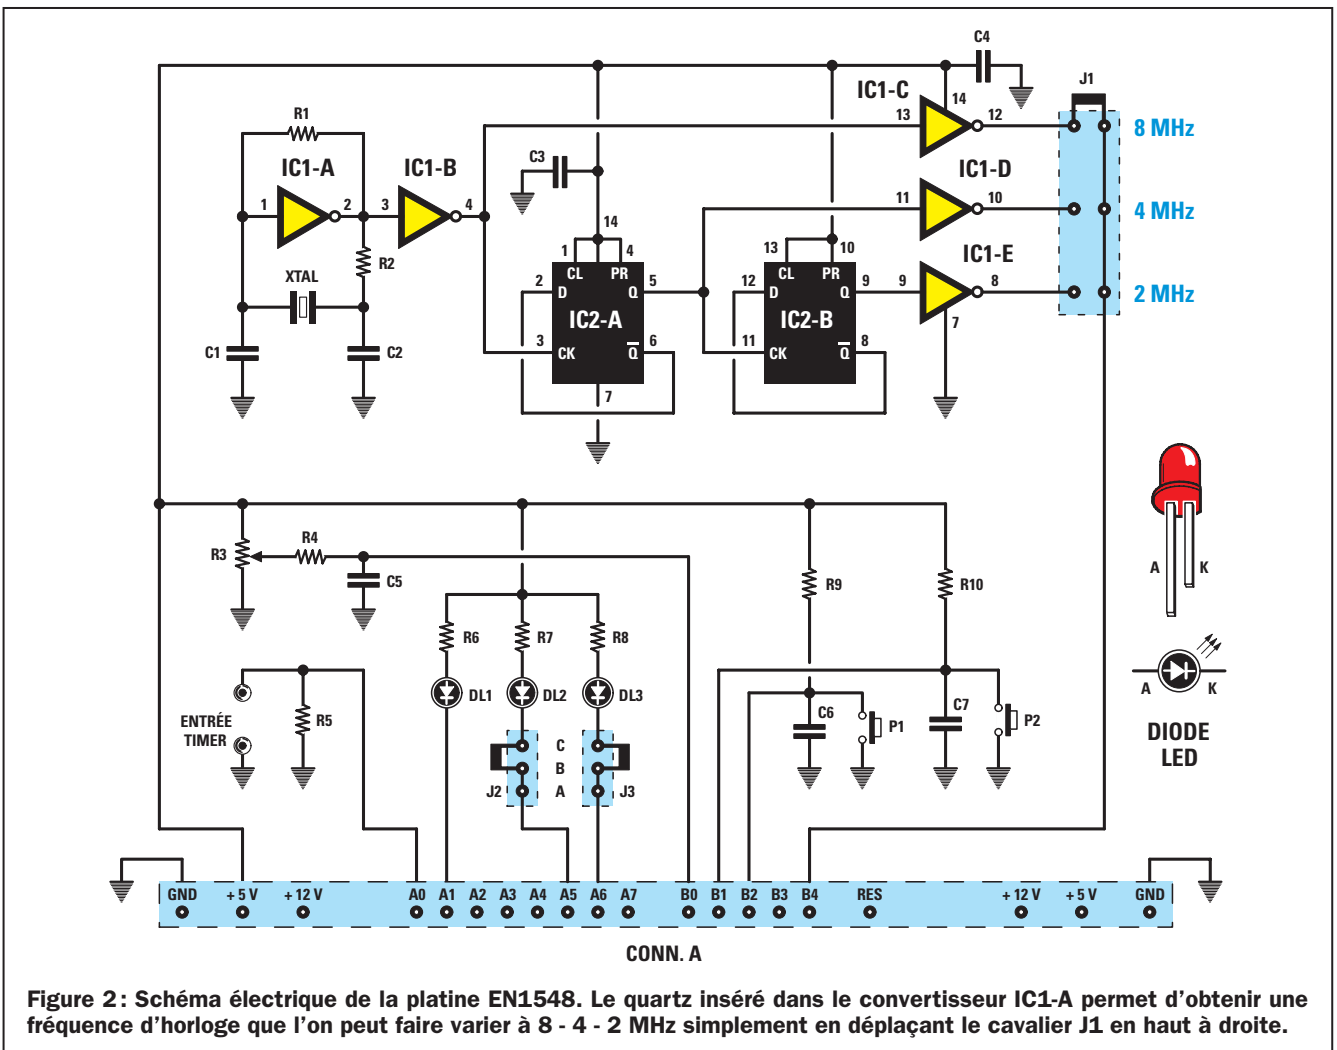 C4
J1
IC1-C
14
13
12
8 MHz
R1
IC1-A
IC1-B
C3
IC1-D
1
2
3
4
11
10
4 MHz
14
R2
1
4
13
10
IC1-E
XTAL
2
CL
PR
5
12
CL
PR
9
9
8
2 MHz
D
Q
D
Q
IC2-A
IC2-B
7
C1
C2
3
CK
Q
6
11
CK
Q
8
7
R3
R4
C5
R9
R10
A
K
R6
R7
R8
DL1
DL2
DL3
A
K
ENTRÉE
TIMER
R5
C6
P1
C7
P2
DIODE
LED
C
B
J2
A
J3
GND
+ 5 V
+ 12 V
A0
A1
A2
A3
A4
A5
A6
A7
B0
B1
B2
B3
B4
RES
+ 12 V
+ 5 V
GND
CONN. A
Figure 2: Schéma électrique de la platine EN1548. Le quartz inséré dans le convertisseur IC1-A permet d'obtenir une
fréquence d'horloge que l'on peut faire varier à 8 - 4 - 2 MHz simplement en déplaçant le cavalier J1 en haut à droite.